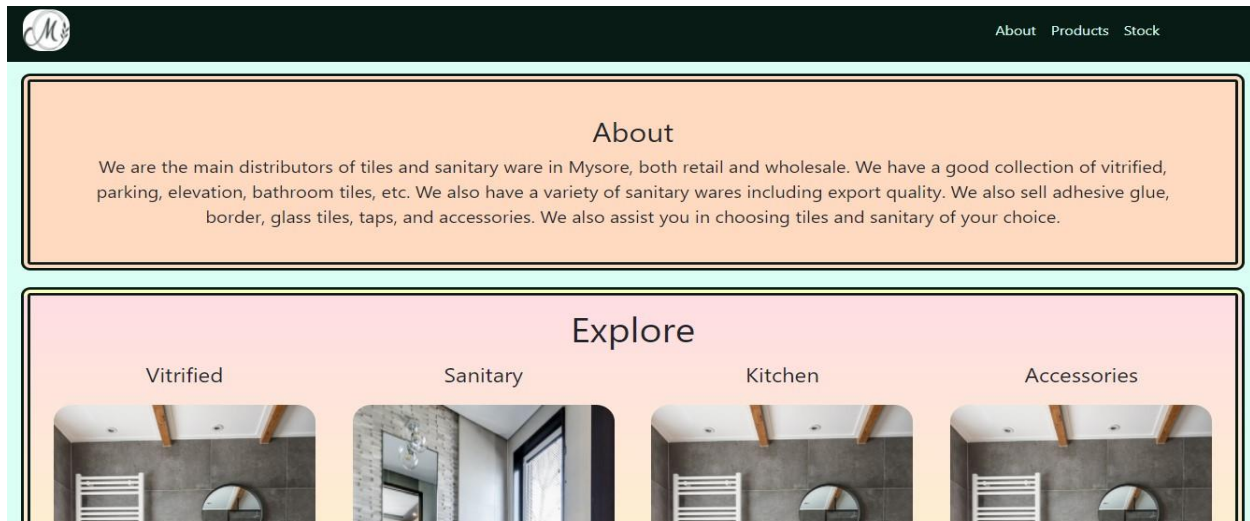 M
About Products Stock
About
We are the main distributors of tiles and sanitary ware in Mysore, both retail and wholesale. We have a good collection of vitrified,
parking, elevation, bathroom tiles, etc. We also have a variety of sanitary wares including export quality. We also sell adhesive glue,
border, glass tiles, taps, and accessories. We also assist you in choosing tiles and sanitary of your choice.
Explore
Vitrified Sanitary Kitchen Accessories